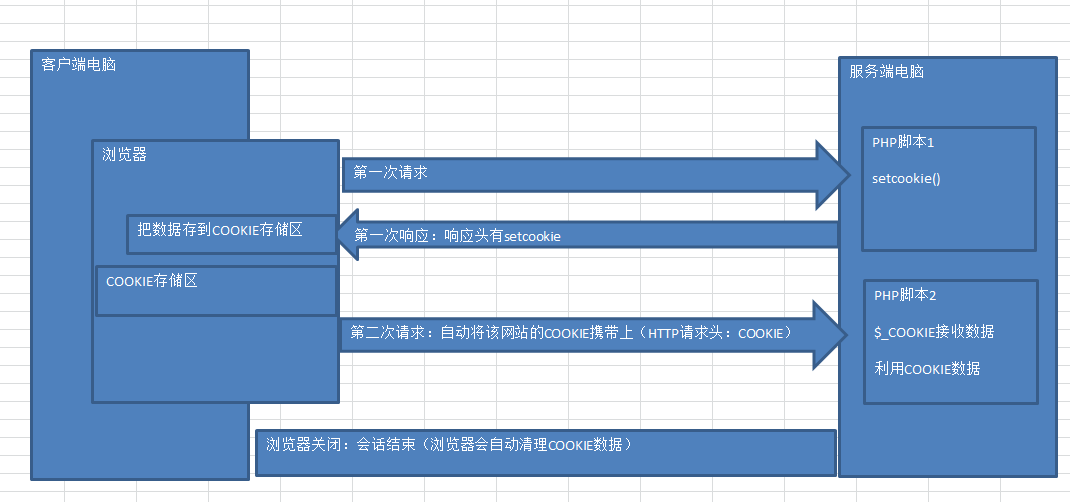 客户端电脑
服务端电脑
浏览器
PHP脚本1
setcookie()
第一次请求
把数据存到COOKIE存储区
第一次响应：响应头有setcookie
COOKIE存储区
PHP脚本2
$_COOKIE接收数据
利用COOKIE数据
第二次请求：自动将该网站的COOKIE携带上（HTTP请求头：COOKIE）
浏览器关闭：会话结束（浏览器会自动清理COOKIE数据）